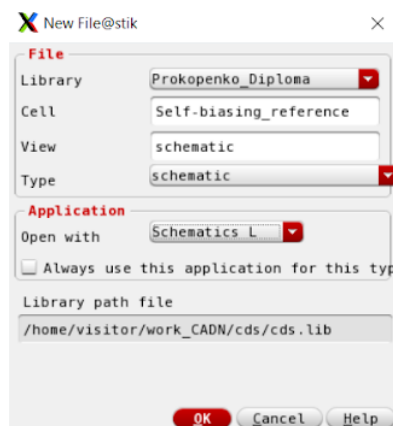 New File@stik
File
Library Prokopenko_Diploma
Cell Self-biasing_reference
View schematic
Type schematic
Application
Open with Schematics L
Always use this application for this typ
Library path file
/home/visitor/work_CADN/cds/cds.lib
OK Cancel Help